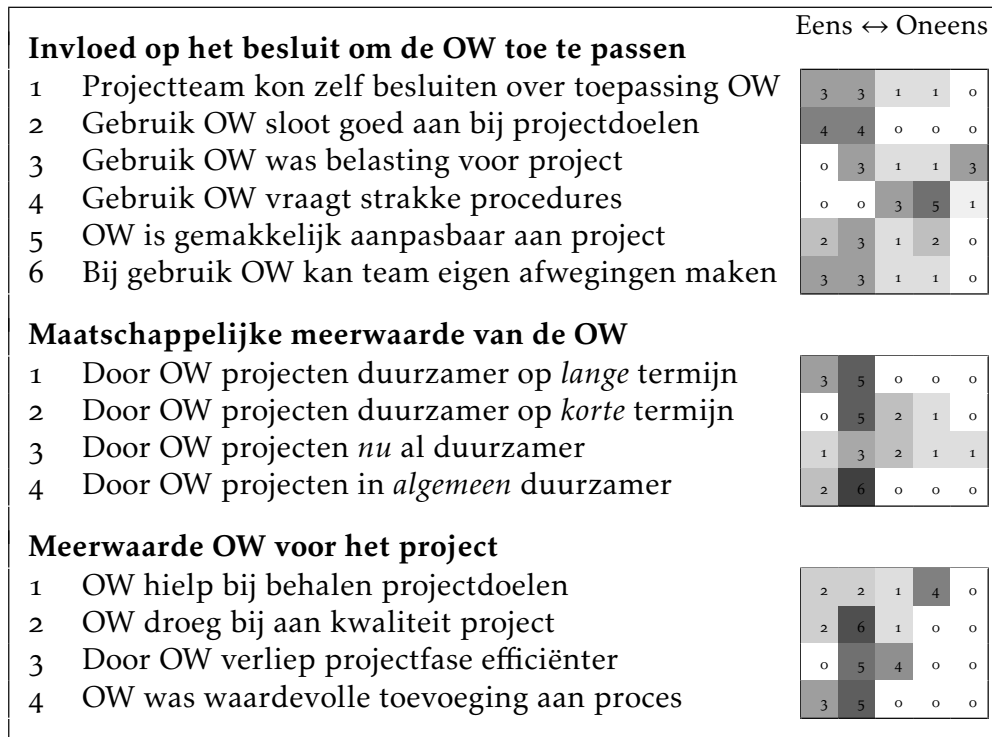 Eens ↔ Oneens
Invloed op het besluit om de OW toe te passen
1 Projectteam kon zelf besluiten over toepassing OW 3 3 1 1 0
2 Gebruik OW sloot goed aan bij projectdoelen 4 4 0 0 0
3 Gebruik OW was belasting voor project 0 3 1 1 3
4 Gebruik OW vraagt strakke procedures 0 0 3 5 1
5 OW is gemakkelijk aanpasbaar aan project 2 3 1 2 0
6 Bij gebruik OW kan team eigen afwegingen maken 3 3 1 1 0
Maatschappelijke meerwaarde van de OW
1 Door OW projecten duurzamer op lange termijn 3 5 0 0 0
2 Door OW projecten duurzamer op korte termijn 0 5 2 1 0
3 Door OW projecten nu al duurzamer 1 3 2 1 1
4 Door OW projecten in algemeen duurzamer 2 6 0 0 0
Meerwaarde OW voor het project
1 OW hielp bij behalen projectdoelen 2 2 1 4 0
2 OW droeg bij aan kwaliteit project 2 6 1 0 0
3 Door OW verliep projectfase efficiënter 0 5 4 0 0
4 OW was waardevolle toevoeging aan proces 3 5 0 0 0